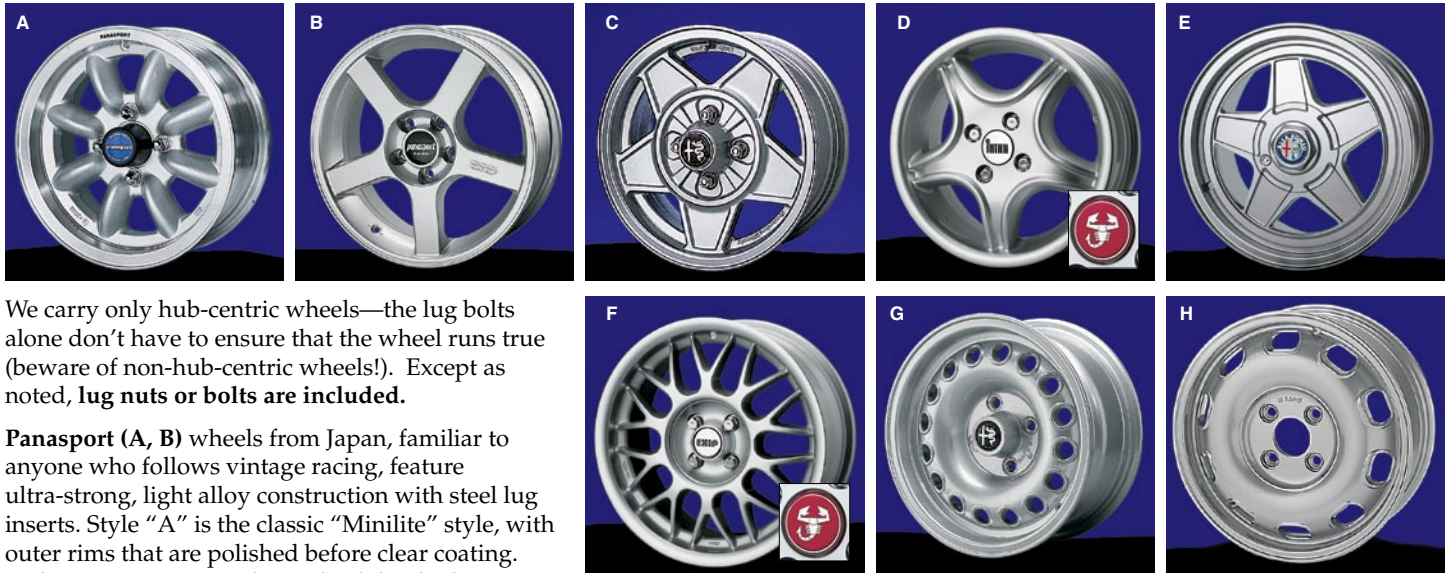 A
B
C
D
E
PANASPORT
panasport
panasport
We carry only hub-centric wheels—the lug bolts
alone don’t have to ensure that the wheel runs true
(beware of non-hub-centric wheels!).  Except as
noted, lug nuts or bolts are included.
Panasport (A, B) wheels from Japan, familiar to
anyone who follows vintage racing, feature
ultra-strong, light alloy construction with steel lug
inserts. Style “A” is the classic “Minilite” style, with
outer rims that are polished before clear coating.
F
G
H